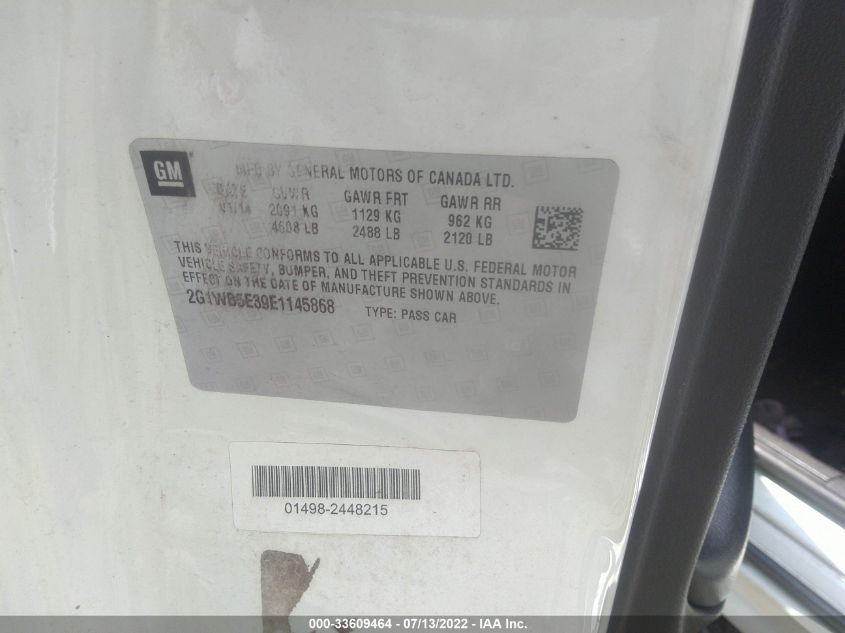 GM
MFD BY GENERAL MOTORS OF CANADA LTD.
DATE GVWR GAWR FRT GAWR RR
01/14 2091 KG 1129 KG 962 KG
4608 LB 2488 LB 2120 LB
THIS VEHICLE CONFORMS TO ALL APPLICABLE U.S. FEDERAL MOTOR
VEHICLE SAFETY, BUMPER, AND THEFT PREVENTION STANDARDS IN
EFFECT ON THE DATE OF MANUFACTURE SHOWN ABOVE.
2G1WB5E39E1145868 TYPE: PASS CAR
01498-2448215
000-33609464 - 07/13/2022 - IAA Inc.